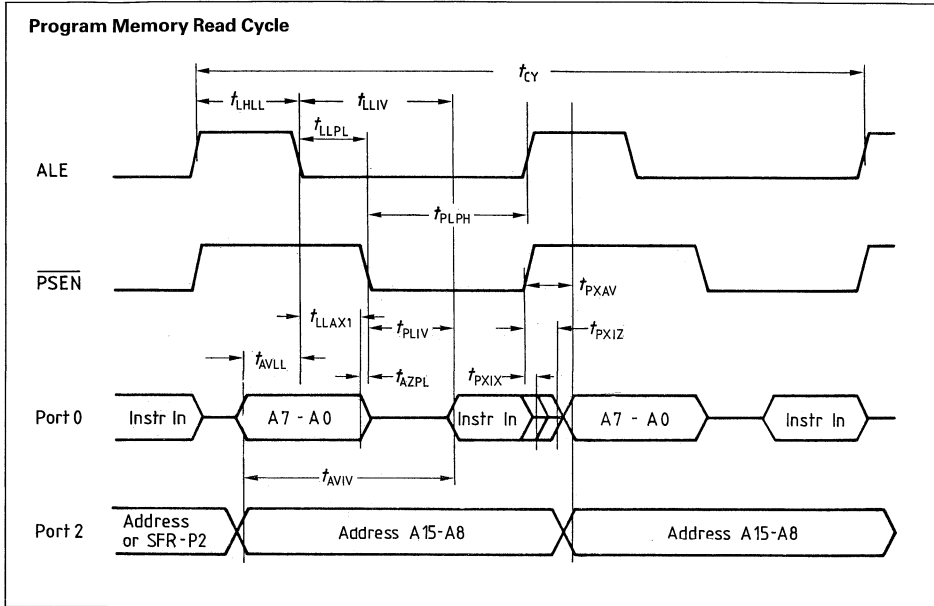 Program Memory Read Cycle
tCY
tLHLL
tLLIV
tLLPL
ALE
tPLPH
PSEN
tPXAV
tLLAX1
tPLIV
tPXIZ
tAVLL
tAZPL
tPXIX
Port 0
Instr In
A7 - A0
Instr In
A7 - A0
Instr In
tAVIV
Port 2
Address
or SFR-P2
Address A15-A8
Address A15-A8